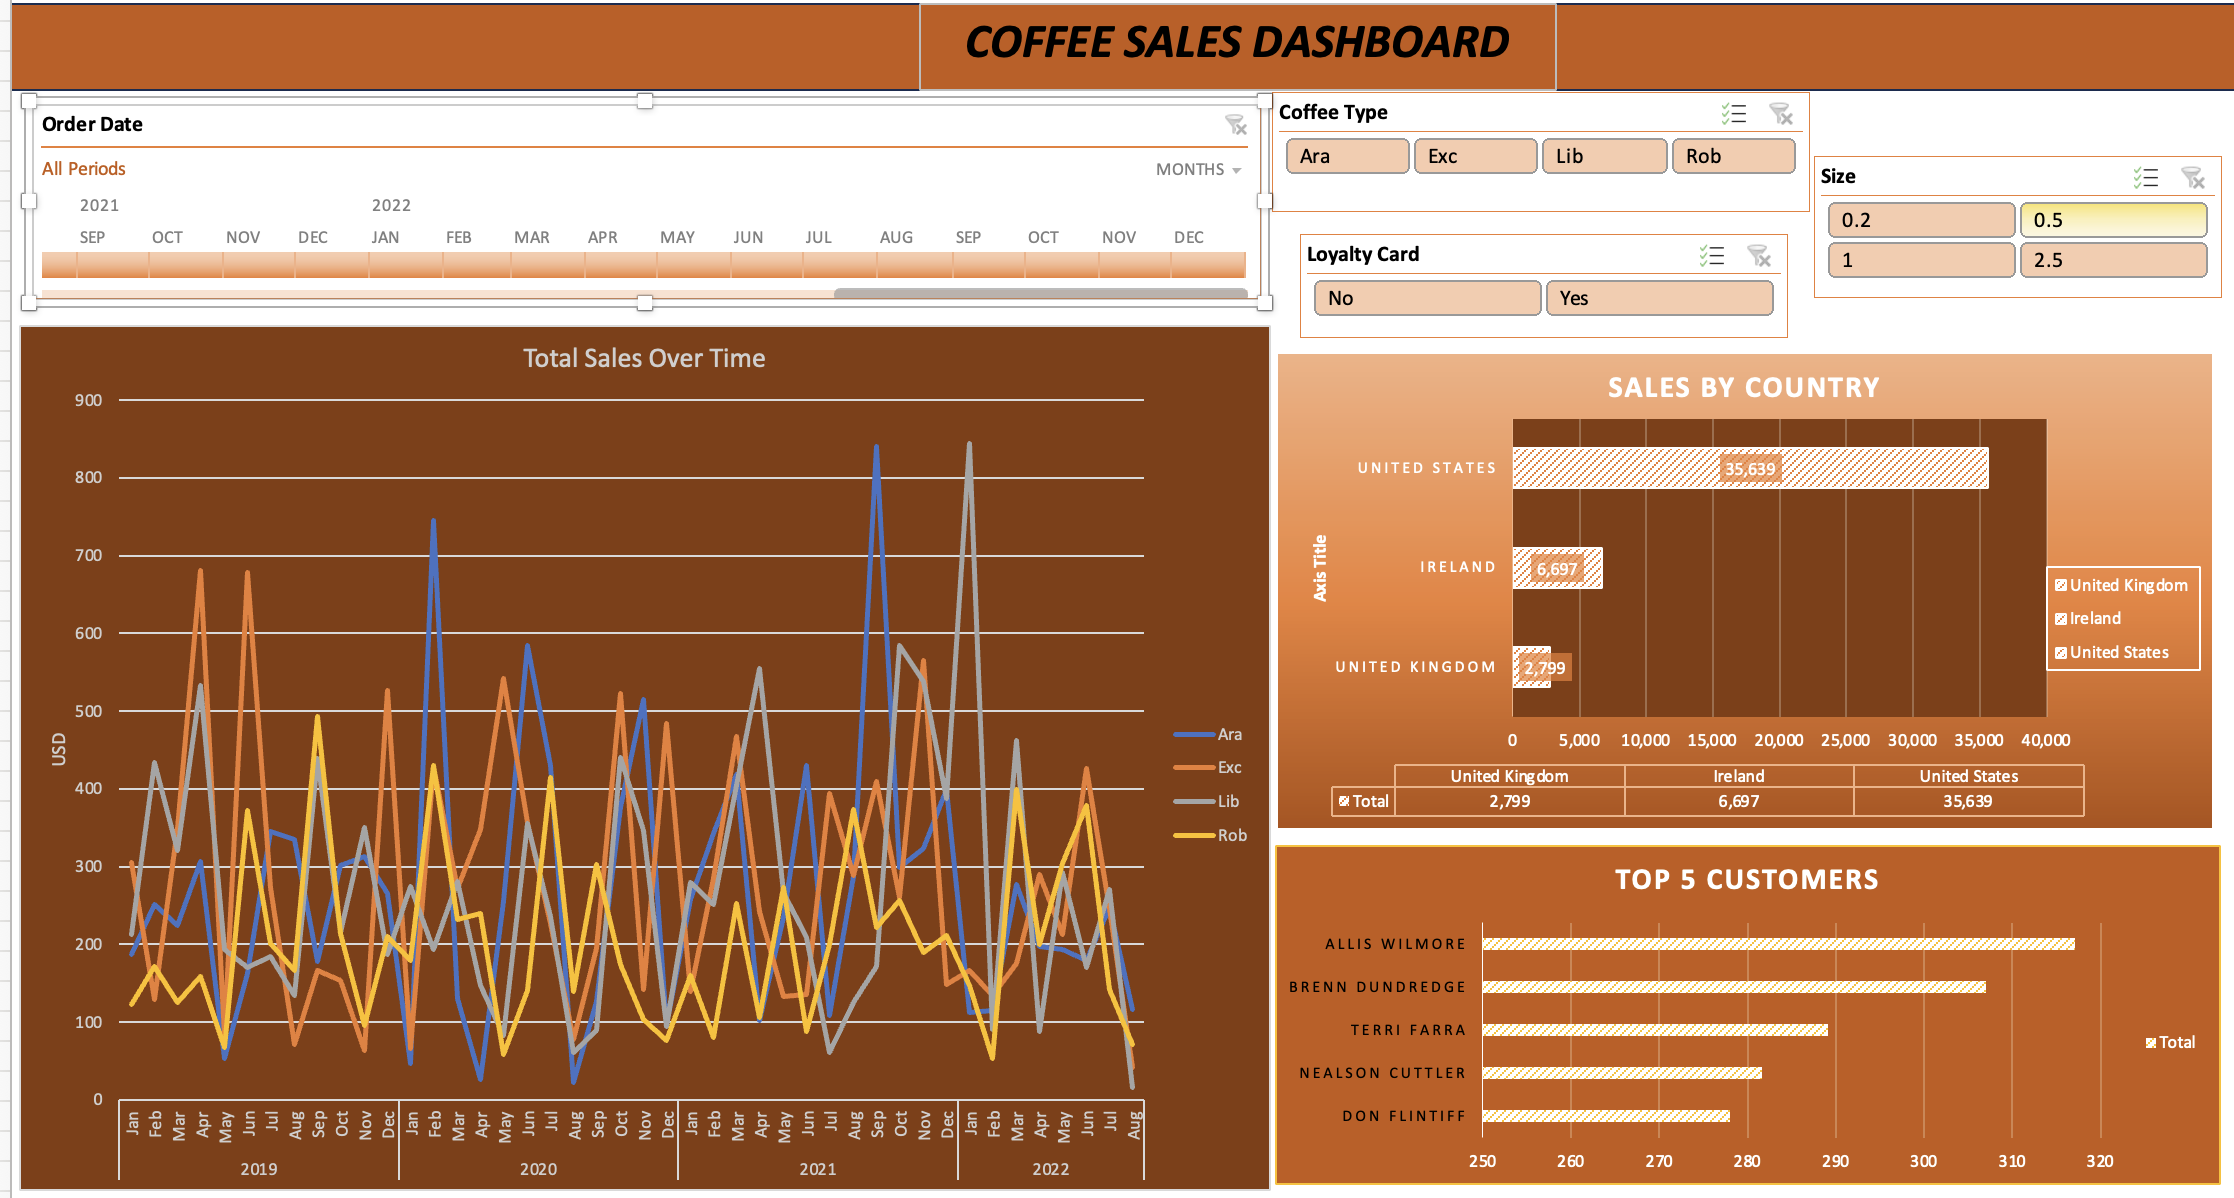 COFFEE SALES DASHBOARD
Order Date
All Periods
MONTHS
2021 2022
SEP OCT NOV DEC JAN FEB MAR APR MAY JUN JUL AUG SEP OCT NOV DEC
Coffee Type
Ara Exc Lib Rob
Loyalty Card
No Yes
Size
0.2 0.5
1 2.5
Total Sales Over Time
900
800
700
600
500
400
300
200
100
0
USD
Jan Feb Mar Apr May Jun Jul Aug Sep Oct Nov Dec Jan Feb Mar Apr May Jun Jul Aug Sep Oct Nov Dec Jan Feb Mar Apr May Jun Jul Aug Sep Oct Nov Dec Jan Feb Mar Apr May Jun Jul Aug
2019 2020 2021 2022
Ara
Exc
Lib
Rob
SALES BY COUNTRY
Axis Title
UNITED STATES 35,639
IRELAND 6,697
UNITED KINGDOM 2,799
0 5,000 10,000 15,000 20,000 25,000 30,000 35,000 40,000
United Kingdom
Ireland
United States
United Kingdom Ireland United States
Total 2,799 6,697 35,639
TOP 5 CUSTOMERS
ALLIS WILMORE
BRENN DUNDREDGE
TERRI FARRA
NEALSON CUTTLER
DON FLINTIFF
250 260 270 280 290 300 310 320
Total